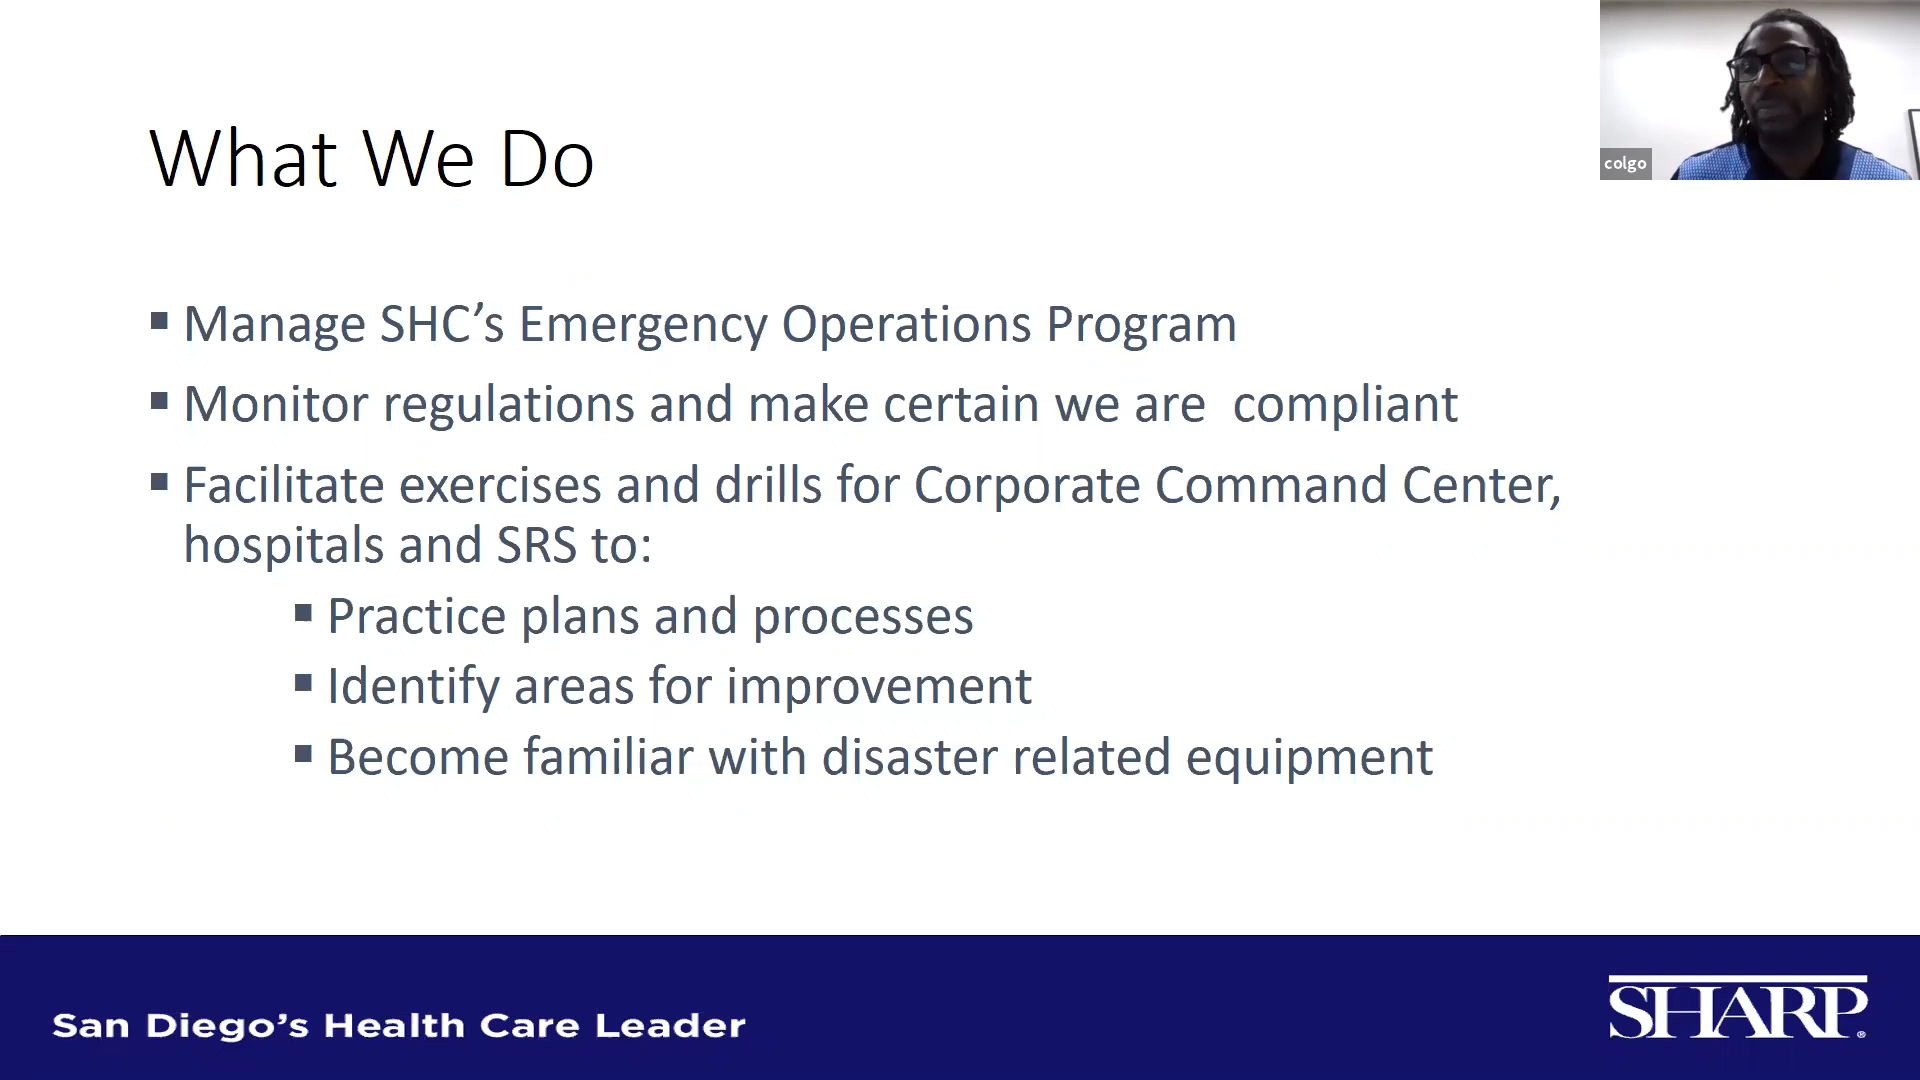 colgo
What We Do
▪ Manage SHC’s Emergency Operations Program
▪ Monitor regulations and make certain we are  compliant
▪ Facilitate exercises and drills for Corporate Command Center,
hospitals and SRS to:
▪ Practice plans and processes
▪ Identify areas for improvement
▪ Become familiar with disaster related equipment
San Diego’s Health Care Leader
SHARP®